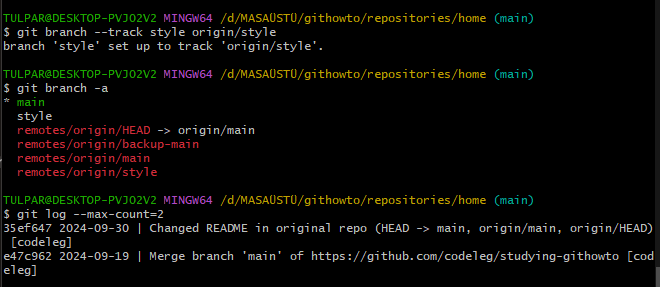 TULPAR@DESKTOP-PVJO2V2 MINGW64 /d/MASAÜSTÜ/githowto/repositories/home (main)
$ git branch --track style origin/style
branch 'style' set up to track 'origin/style'.

TULPAR@DESKTOP-PVJO2V2 MINGW64 /d/MASAÜSTÜ/githowto/repositories/home (main)
$ git branch -a
* main
  style
  remotes/origin/HEAD -> origin/main
  remotes/origin/backup-main
  remotes/origin/main
  remotes/origin/style

TULPAR@DESKTOP-PVJO2V2 MINGW64 /d/MASAÜSTÜ/githowto/repositories/home (main)
$ git log --max-count=2
35ef647 2024-09-30 | Changed README in original repo (HEAD -> main, origin/main, origin/HEAD)
 [codeleg]
e47c962 2024-09-19 | Merge branch 'main' of https://github.com/codeleg/studying-githowto [cod
eleg]